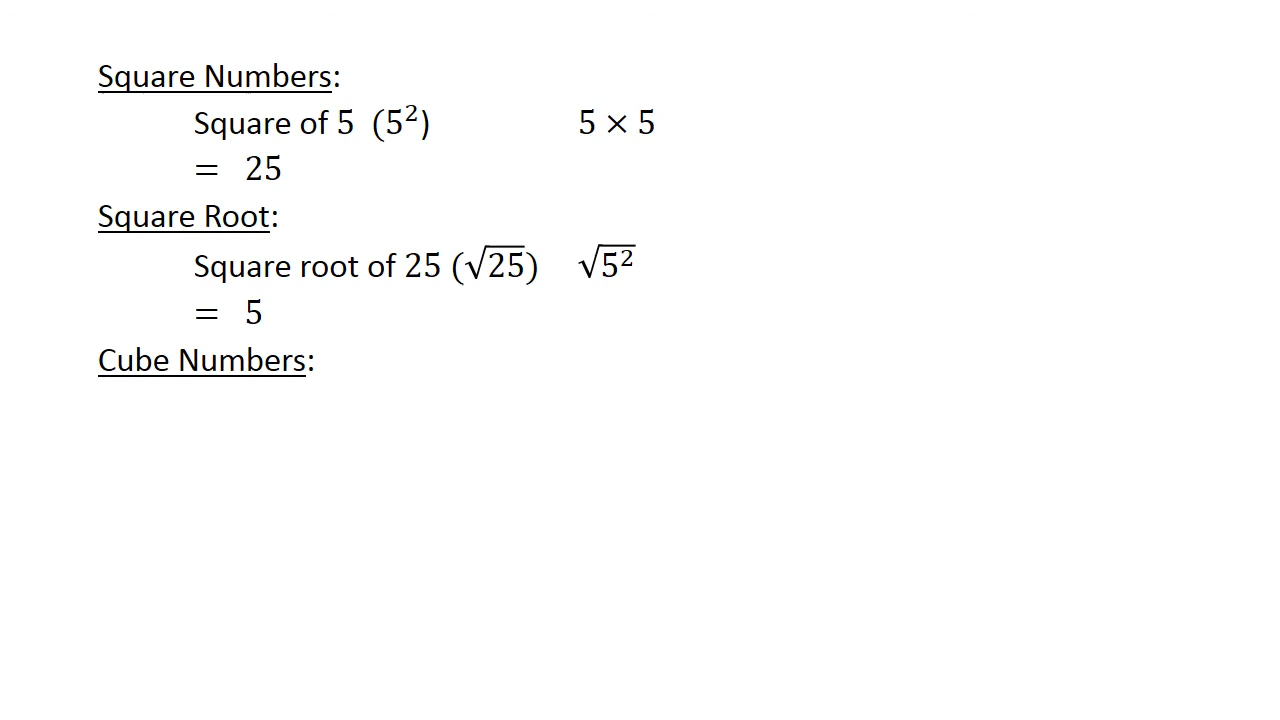 Square Numbers:
Square of 5 (5²) 5 × 5
= 25
Square Root:
Square root of 25 (√25) √5²
= 5
Cube Numbers: